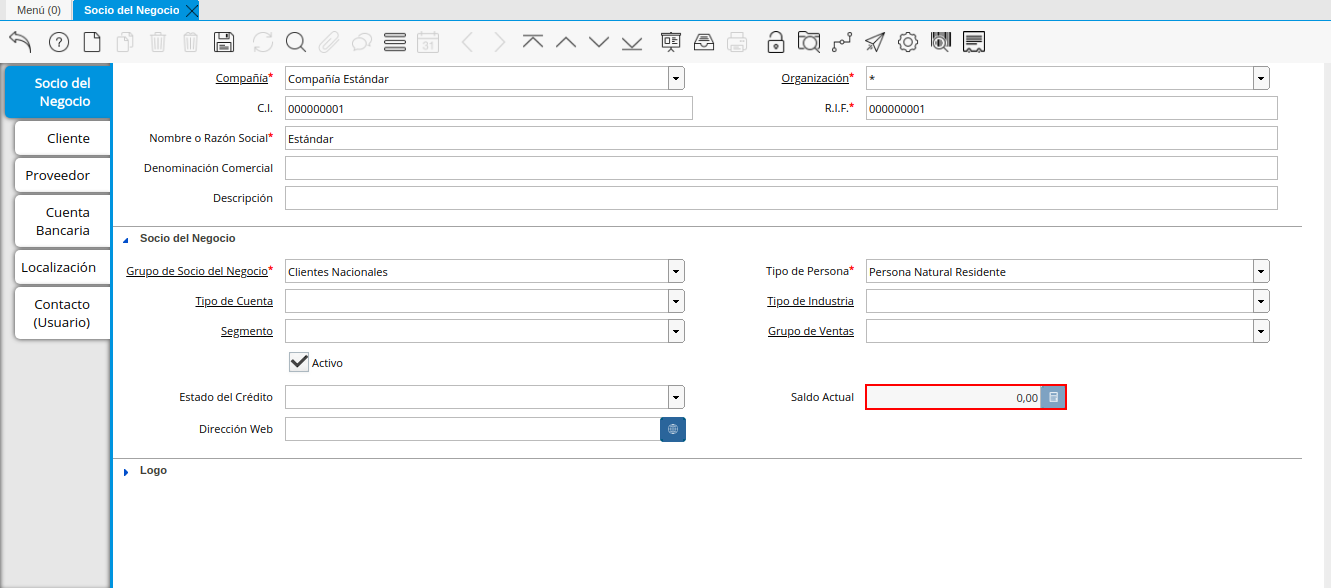 Menú (0)
Socio del Negocio
31
Socio del
Negocio
Cliente
Proveedor
Cuenta
Bancaria
Localización
Contacto
(Usuario)
Compañía* Compañía Estándar Organización* *
C.I. 000000001 R.I.F.* 000000001
Nombre o Razón Social* Estándar
Denominación Comercial
Descripción
Socio del Negocio
Grupo de Socio del Negocio* Clientes Nacionales Tipo de Persona* Persona Natural Residente
Tipo de Cuenta Tipo de Industria
Segmento Grupo de Ventas
Activo
Estado del Crédito Saldo Actual 0,00
Dirección Web
Logo